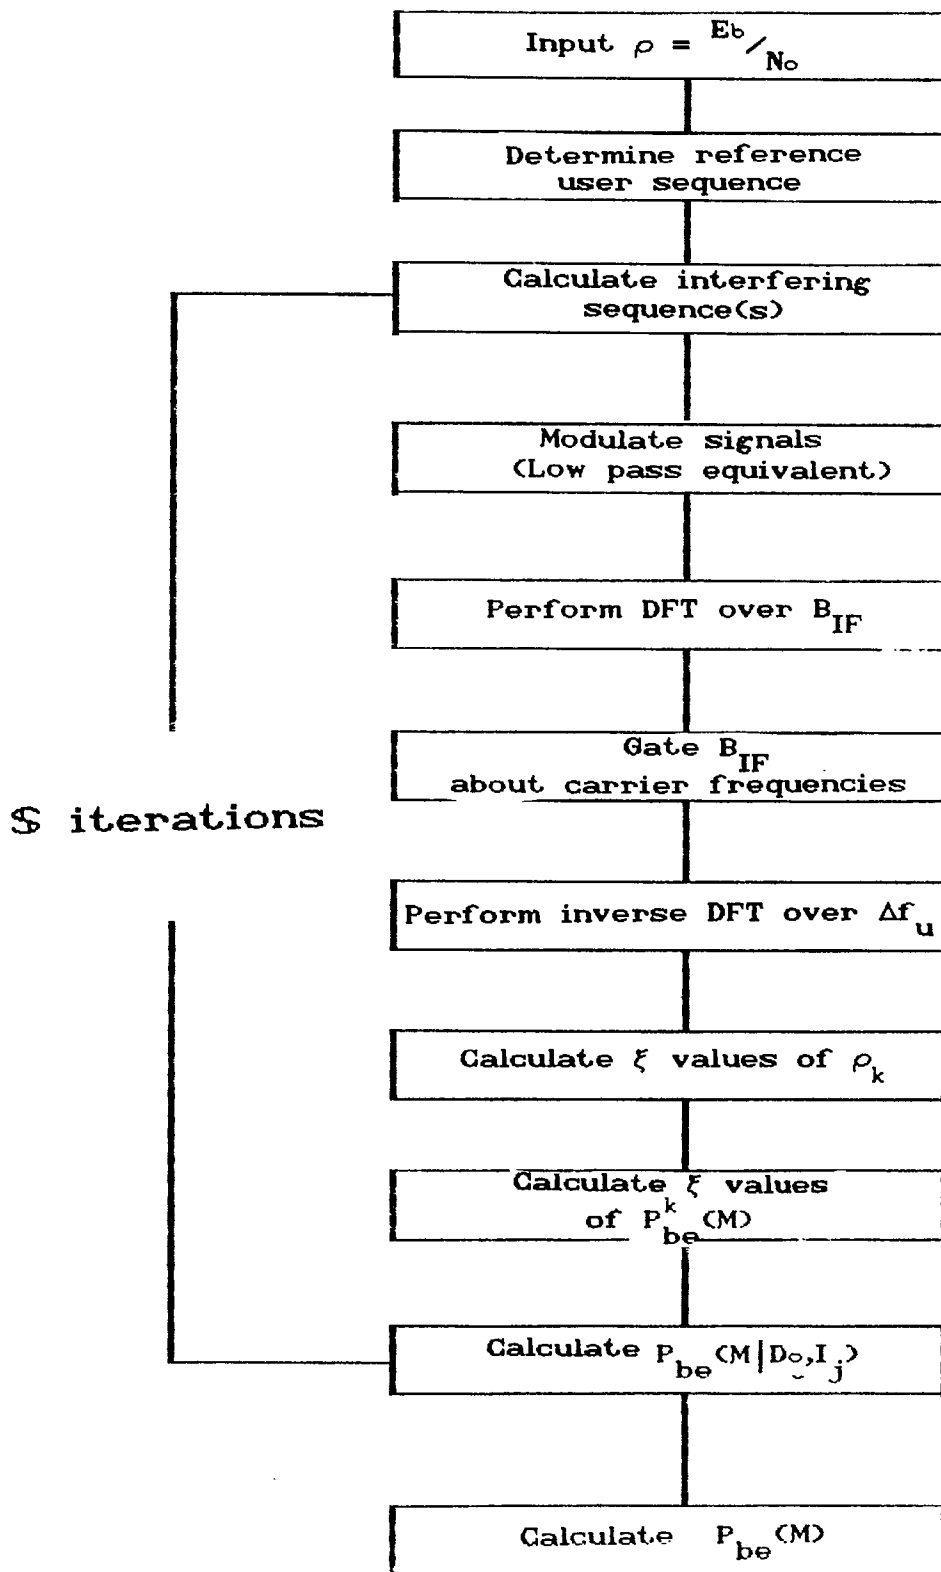 Input ρ = Eb/No
Determine reference
user sequence
Calculate interfering
sequence(s)
Modulate signals
(Low pass equivalent)
Perform DFT over B_IF
Gate B_IF
about carrier frequencies
$ iterations
Perform inverse DFT over Δf_u
Calculate ξ values of ρ_k
Calculate ξ values
of P^k_be(M)
Calculate P_be(M|D_o,I_j)
Calculate P_be(M)